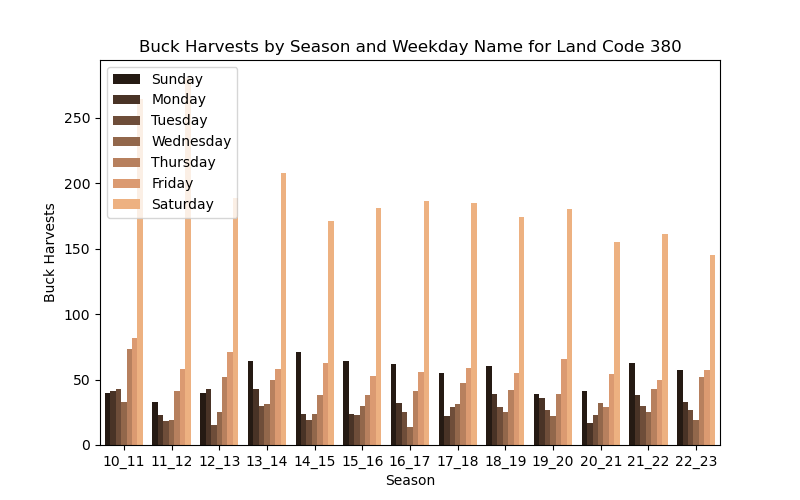 Buck Harvests by Season and Weekday Name for Land Code 380
Sunday
Monday
Tuesday
Wednesday
Thursday
Friday
Saturday
250
200
150
100
50
0
Buck Harvests
10_11 11_12 12_13 13_14 14_15 15_16 16_17 17_18 18_19 19_20 20_21 21_22 22_23
Season